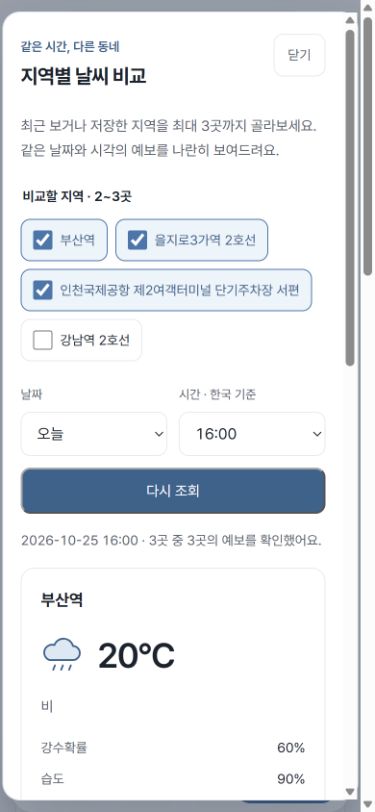 같은 시간, 다른 동네
지역별 날씨 비교
닫기
최근 보거나 저장한 지역을 최대 3곳까지 골라보세요.
같은 날짜와 시각의 예보를 나란히 보여드려요.
비교할 지역 · 2~3곳
부산역
을지로3가역 2호선
인천국제공항 제2여객터미널 단기주차장 서편
강남역 2호선
날짜
시간 · 한국 기준
오늘
16:00
다시 조회
2026-10-25 16:00 · 3곳 중 3곳의 예보를 확인했어요.
부산역
20°C
비
강수확률 60%
습도 90%